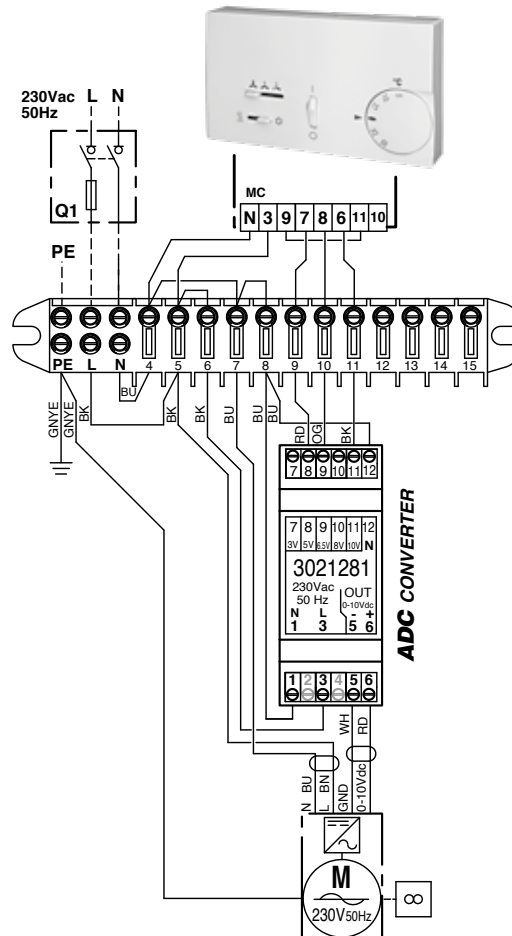 °C
230Vac L N
50Hz
Q1
PE
MC
N 3 9 7 8 6 11 10
PE L N 4 5 6 7 8 9 10 11 12 13 14 15
GNYE GNYE BK BU BK BK BU BU BU RD OG BK
7 8 9 10 11 12
7 8 9 10 11 12
3V 5V 6.5V 8V 10V N
3021281
230Vac
50 Hz
OUT
0-10Vdc
N L - +
1 3 5 6
ADC CONVERTER
1 2 3 4 5 6
WH RD
N BU L BN GND 0-10Vdc
M
230V50Hz
8